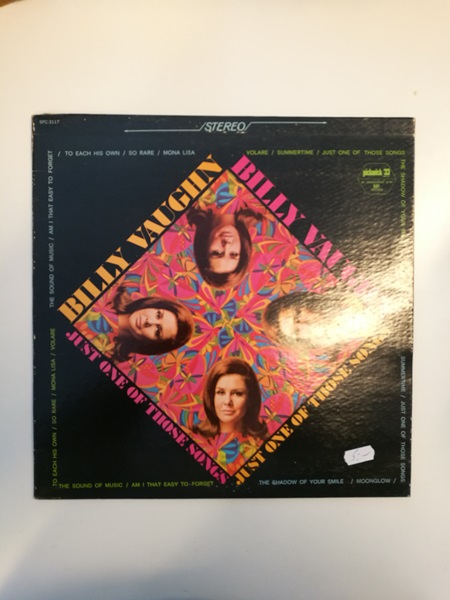 SPC-3117
STEREO
/ TO EACH HIS OWN / SO RARE / MONA LISA
VOLARE / SUMMERTIME / JUST ONE OF THOSE SONGS
pickwick/33
THE SHADOW OF YOUR
THE SOUND OF MUSIC / AM I THAT EASY TO FORGET
BILLY VAUGHN
BILLY VAUGHN
JUST ONE OF THOSE SONGS
JUST ONE OF THOSE SONGS
TO EACH HIS OWN / SO RARE / MONA LISA / VOLARE
SUMMERTIME / JUST ONE OF THOSE SONGS
THE SOUND OF MUSIC / AM I THAT EASY TO FORGET
THE SHADOW OF YOUR SMILE / MOONGLOW /